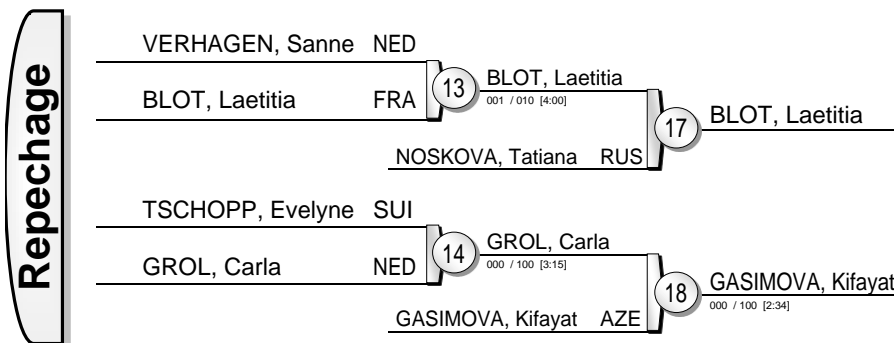 Repechage
VERHAGEN, Sanne NED
BLOT, Laetitia FRA
13
BLOT, Laetitia
001 / 010 [4:00]
NOSKOVA, Tatiana RUS
17
BLOT, Laetitia
TSCHOPP, Evelyne SUI
GROL, Carla NED
14
GROL, Carla
000 / 100 [3:15]
GASIMOVA, Kifayat AZE
18
GASIMOVA, Kifayat
000 / 100 [2:34]